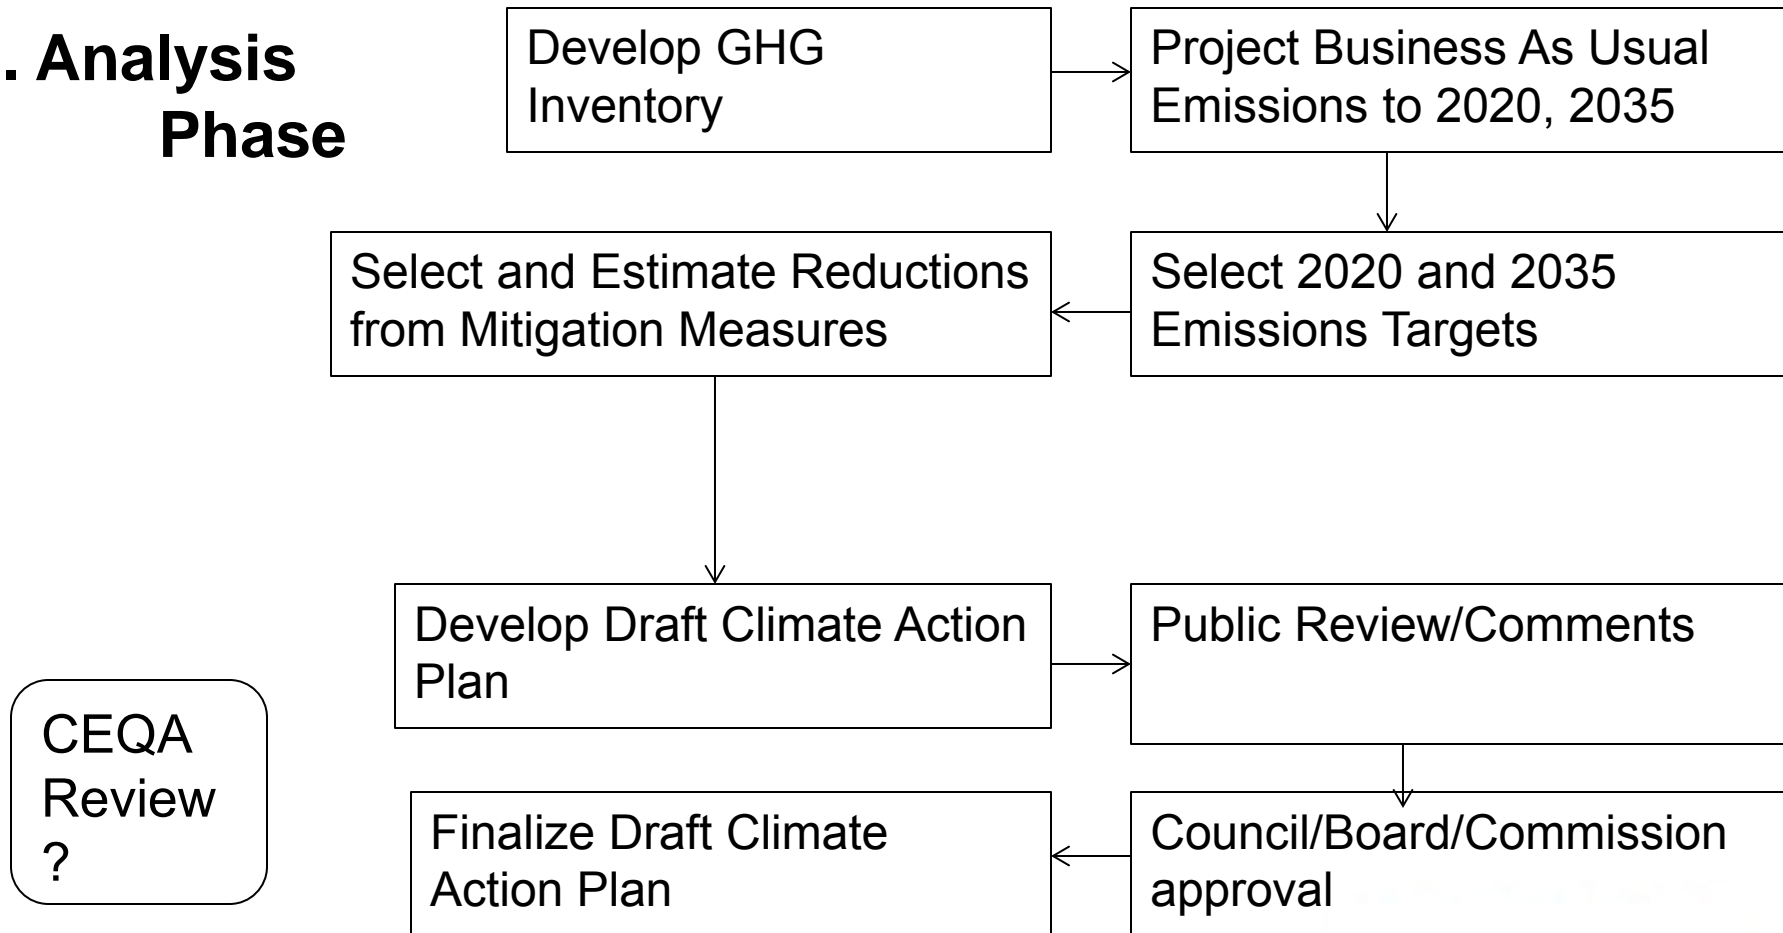 . Analysis
Phase
Develop GHG
Inventory
Project Business As Usual
Emissions to 2020, 2035
Select and Estimate Reductions
from Mitigation Measures
Select 2020 and 2035
Emissions Targets
Develop Draft Climate Action
Plan
Public Review/Comments
CEQA
Review
?
Finalize Draft Climate
Action Plan
Council/Board/Commission
approval